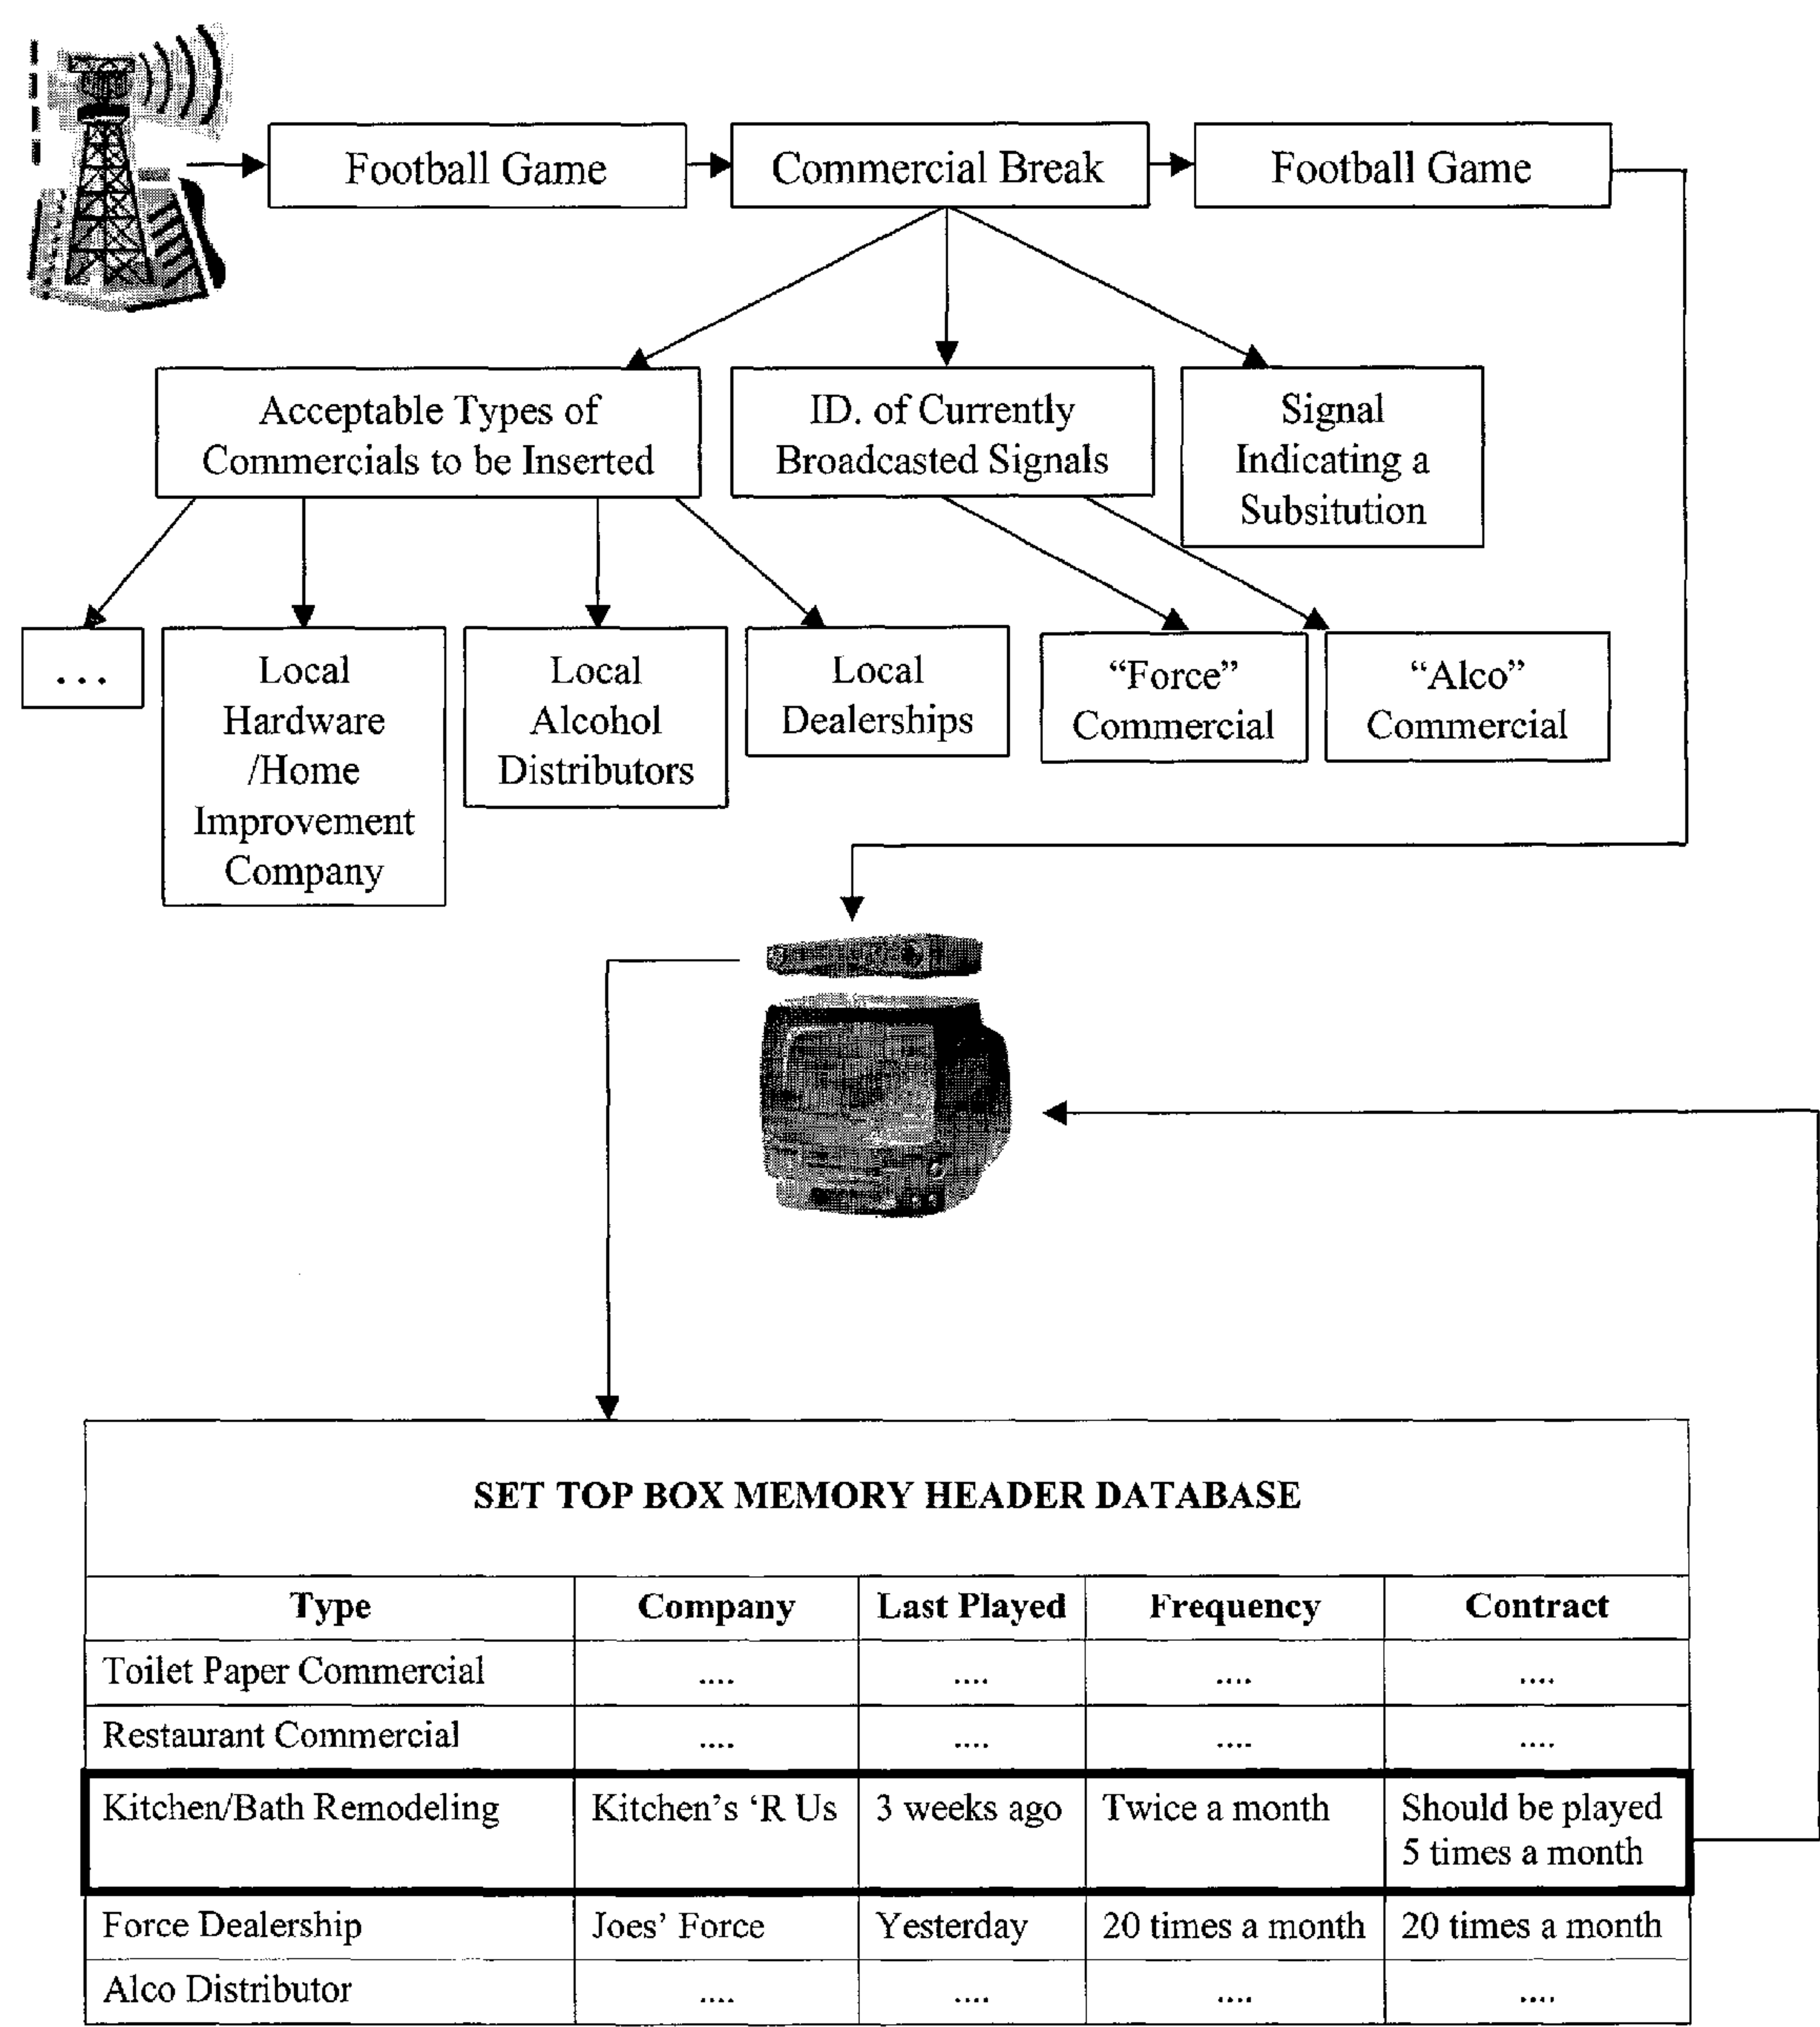 Football Game
Commercial Break
Football Game
Acceptable Types of
Commercials to be Inserted
ID. of Currently
Broadcasted Signals
Signal
Indicating a
Subsitution
...
Local
Hardware
/Home
Improvement
Company
Local
Alcohol
Distributors
Local
Dealerships
“Force”
Commercial
“Alco”
Commercial
SET TOP BOX MEMORY HEADER DATABASE
Type Company Last Played Frequency Contract
Toilet Paper Commercial .... .... .... ....
Restaurant Commercial .... .... .... ....
Kitchen/Bath Remodeling Kitchen’s ‘R Us 3 weeks ago Twice a month Should be played
5 times a month
Force Dealership Joes’ Force Yesterday 20 times a month 20 times a month
Alco Distributor .... .... .... ....